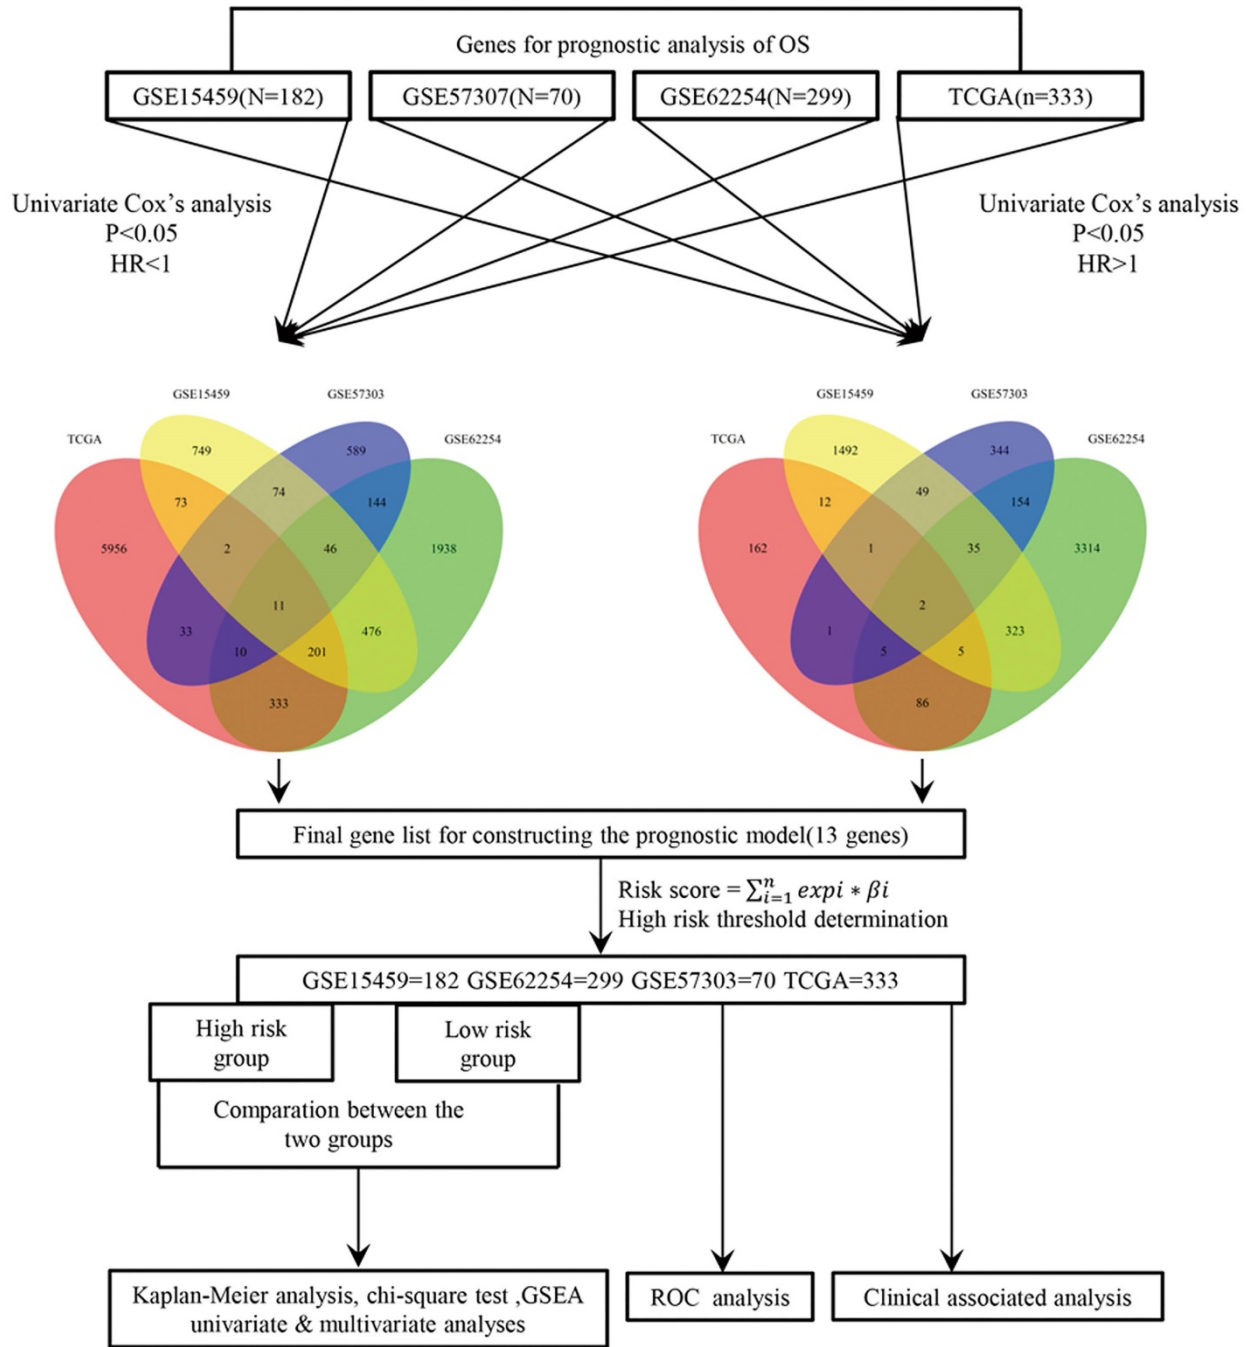 Genes for prognostic analysis of OS
GSE15459(N=182)
GSE57307(N=70)
GSE62254(N=299)
TCGA(n=333)
Univariate Cox’s analysis
P<0.05
HR<1
Univariate Cox’s analysis
P<0.05
HR>1
GSE15459
GSE57303
TCGA
GSE62254
749
589
74
73
144
5956
2
46
1938
11
33
476
10
201
333
GSE15459
GSE57303
TCGA
GSE62254
1492
344
49
12
154
162
1
35
3314
2
1
323
5
5
86
Final gene list for constructing the prognostic model(13 genes)
Risk score = ∑ⁿᵢ₌₁ expi * βi
High risk threshold determination
GSE15459=182 GSE62254=299 GSE57303=70 TCGA=333
High risk
group
Low risk
group
Comparation between the
two groups
Kaplan-Meier analysis, chi-square test ,GSEA
univariate & multivariate analyses
ROC analysis
Clinical associated analysis